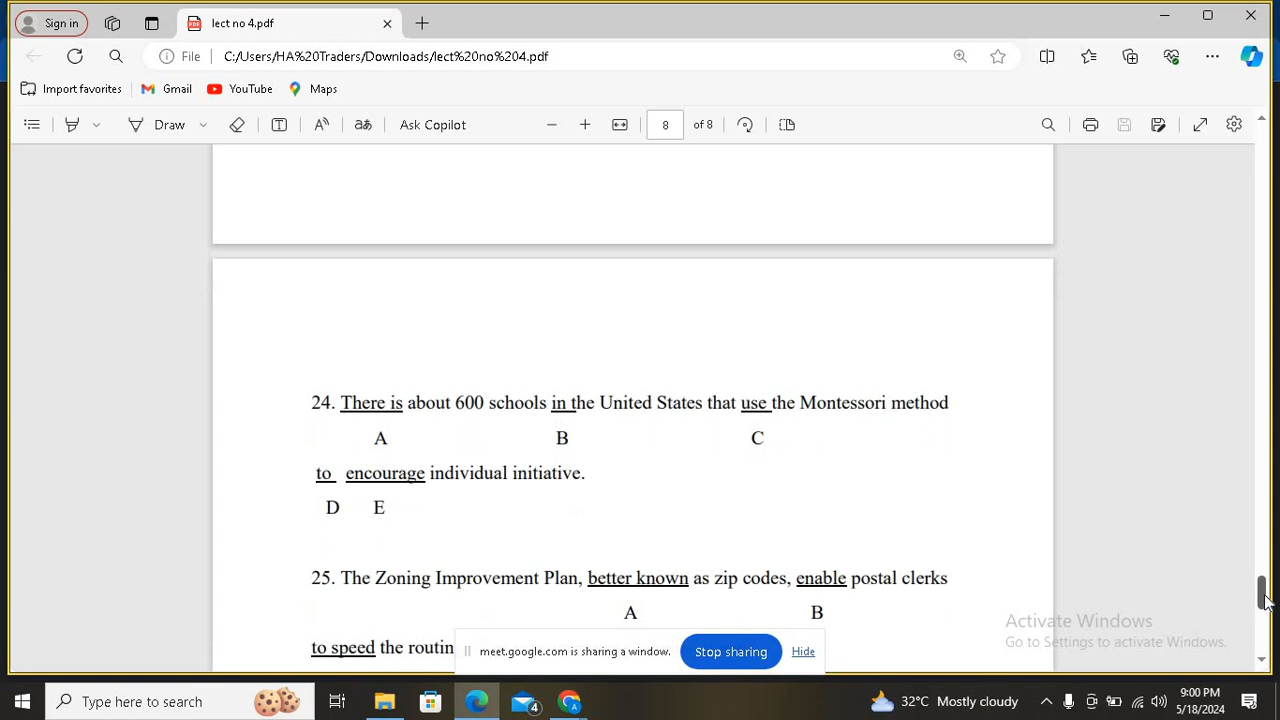 Sign in
lect no 4.pdf
File
C:/Users/HA%20Traders/Downloads/lect%20no%204.pdf
Import favorites
Gmail
YouTube
Maps
Draw
Ask Copilot
8
of 8
24. There is about 600 schools in the United States that use the Montessori method
A B C
to encourage individual initiative.
D E
25. The Zoning Improvement Plan, better known as zip codes, enable postal clerks
A B
to speed the routin
Activate Windows
Go to Settings to activate Windows.
meet.google.com is sharing a window.
Stop sharing
Hide
Type here to search
4
32°C Mostly cloudy
9:00 PM
5/18/2024